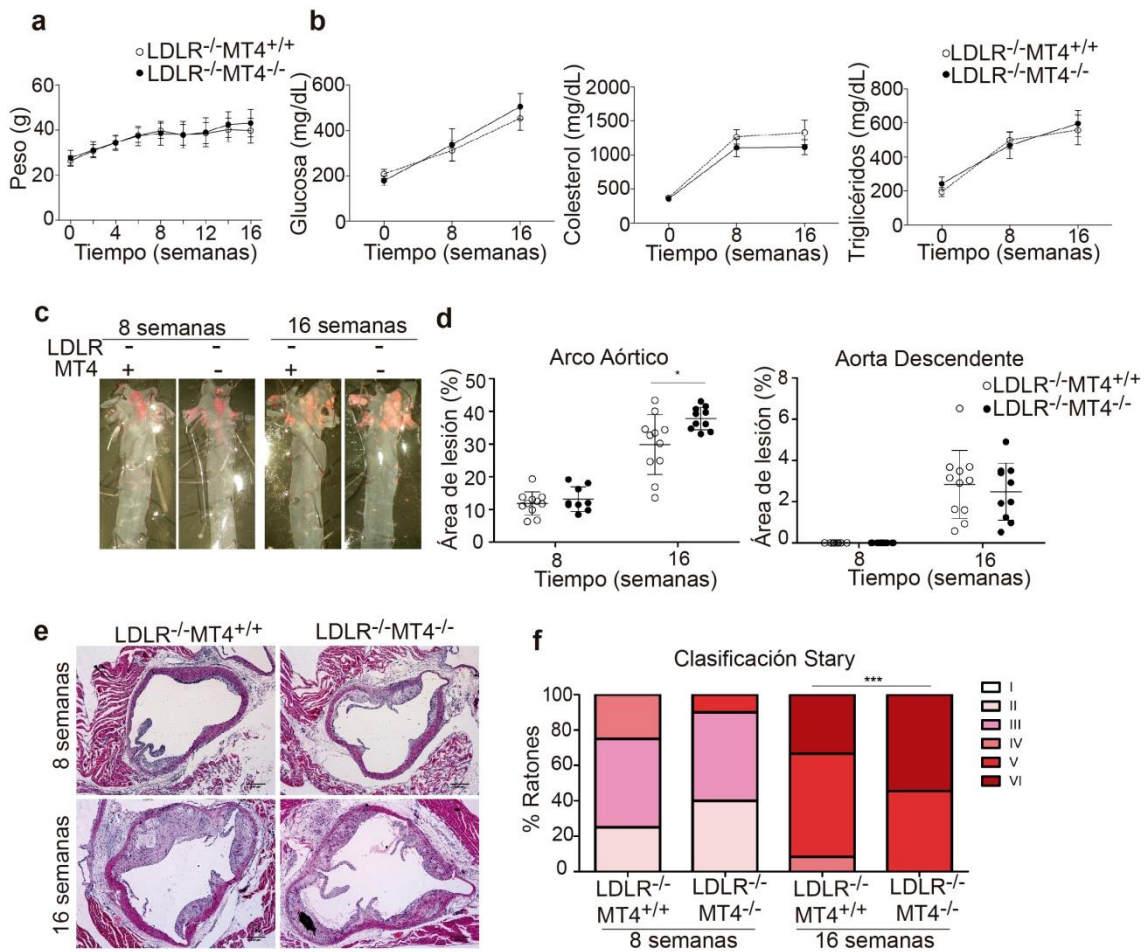 a
LDLR-/-MT4+/+
LDLR-/-MT4-/-
Peso (g)
60
40
20
0
0 4 8 12 16
Tiempo (semanas)
b
Glucosa (mg/dL)
600
400
200
0
0 8 16
Tiempo (semanas)
Colesterol (mg/dL)
2000
1500
1000
500
0
0 8 16
Tiempo (semanas)
LDLR-/-MT4+/+
LDLR-/-MT4-/-
Triglicéridos (mg/dL)
800
600
400
200
0
0 8 16
Tiempo (semanas)
c
8 semanas 16 semanas
LDLR - - - -
MT4 + - + -
d
Arco Aórtico
Área de lesión (%)
50
40
30
20
10
0
*
8 16
Tiempo (semanas)
Aorta Descendente
Área de lesión (%)
8
6
4
2
0
LDLR-/-MT4+/+
LDLR-/-MT4-/-
8 16
Tiempo (semanas)
e
LDLR-/-MT4+/+ LDLR-/-MT4-/-
8 semanas
16 semanas
f
Clasificación Stary
***
% Ratones
100
80
60
40
20
0
I
II
III
IV
V
VI
LDLR-/- LDLR-/- LDLR-/- LDLR-/-
MT4+/+ MT4-/- MT4+/+ MT4-/-
8 semanas 16 semanas